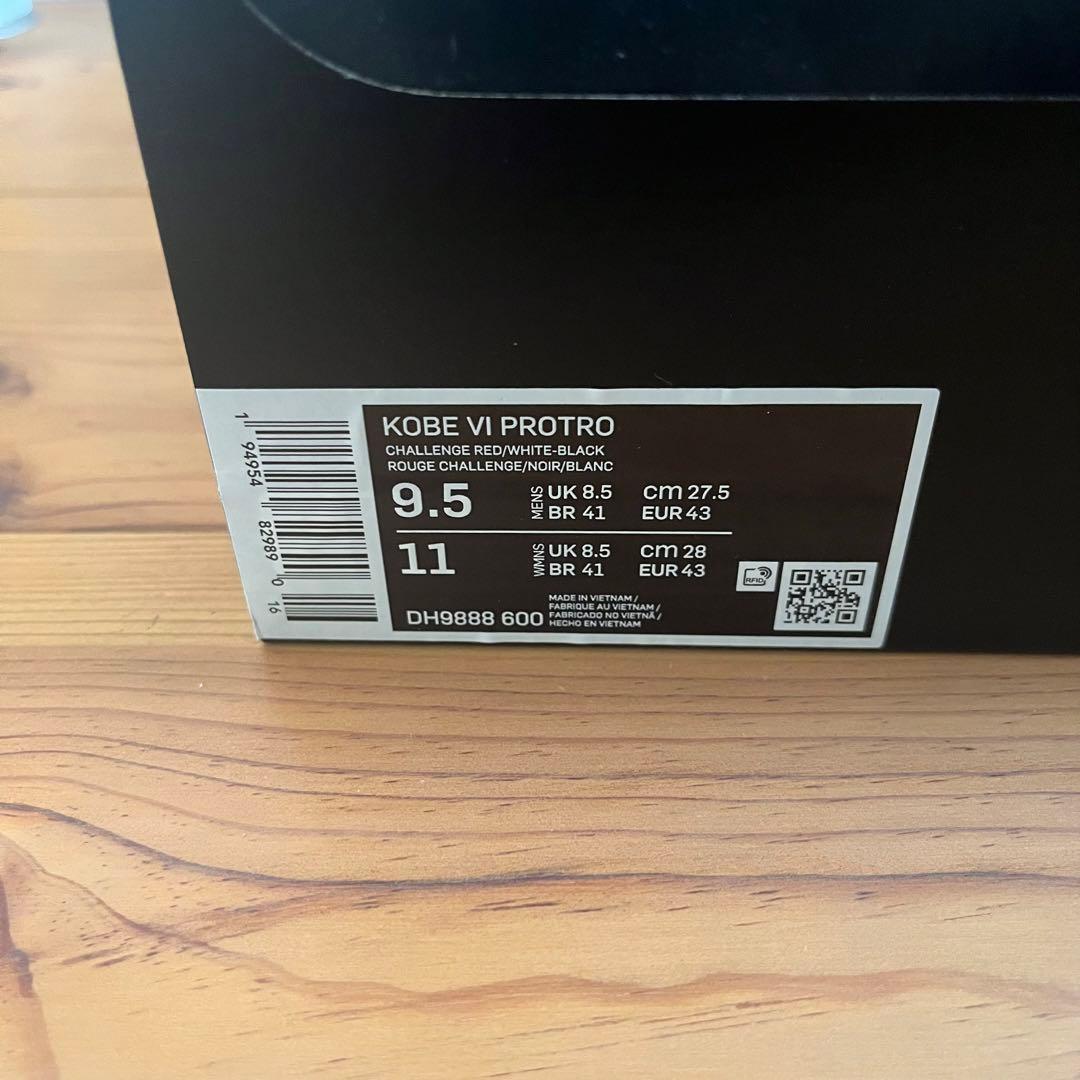 KOBE VI PROTRO
CHALLENGE RED/WHITE-BLACK
ROUGE CHALLENGE/NOIR/BLANC
9.5 MENS UK 8.5 cm 27.5
BR 41 EUR 43
11 WMNS UK 8.5 cm 28
BR 41 EUR 43
RFID
DH9888 600
MADE IN VIETNAM /
FABRIQUE AU VIETNAM /
FABRICADO NO VIETNÃ /
HECHO EN VIETNAM
1 94954 82989 0 16